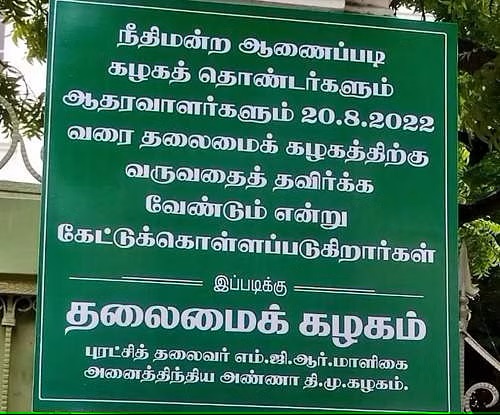 நீதிமன்ற ஆணைப்படி
கழகத் தொண்டர்களும்
ஆதரவாளர்களும் 20.8.2022
வரை தலைமைக் கழகத்திற்கு
வருவதைத் தவிர்க்க
வேண்டும் என்று
கேட்டுக்கொள்ளப்படுகிறார்கள்
இப்படிக்கு
தலைமைக் கழகம்
புரட்சித் தலைவர் எம்.ஜி.ஆர்.மாளிகை
அனைத்திந்திய அண்ணா தி.மு.கழகம்.